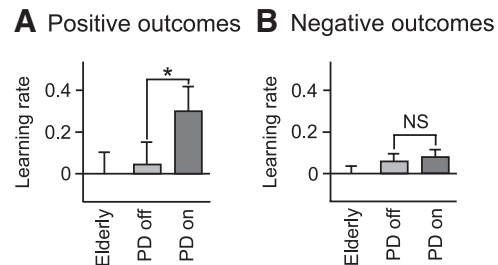 A Positive outcomes
Learning rate
0.4
0.2
0
*
Elderly
PD off
PD on
B Negative outcomes
Learning rate
0.4
0.2
0
NS
Elderly
PD off
PD on